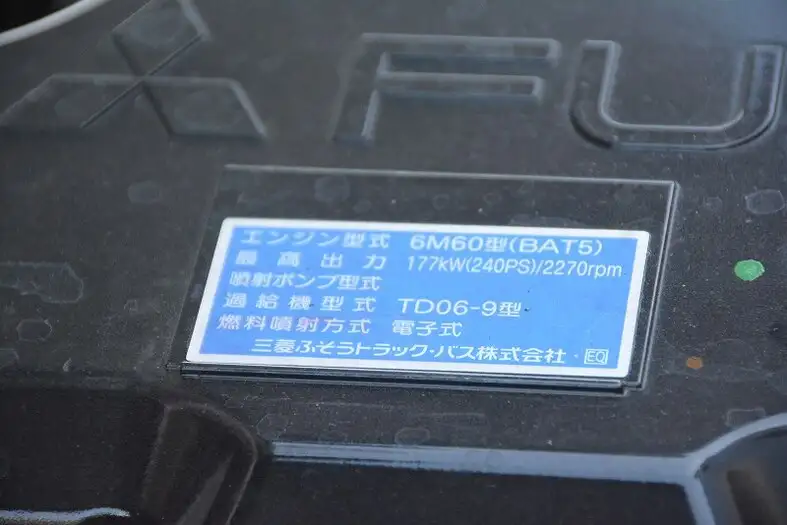 FU
エンジン型式 6M60型(BAT5)
最高出力 177kW(240PS)/2270rpm
噴射ポンプ型式
過給機型式 TD06-9型
燃料噴射方式 電子式
三菱ふそうトラック・バス株式会社・EQ